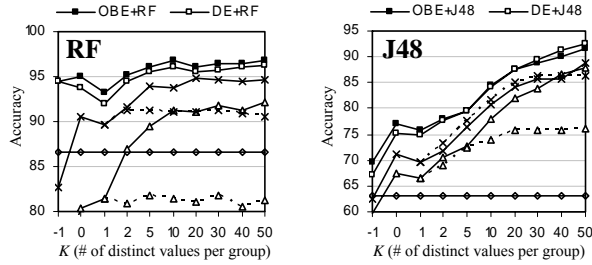 OBE+RF DE+RF
RF
Accuracy
100
95
90
85
80
-1 0 1 2 5 10 20 30 40 50
K (# of distinct values per group)
OBE+J48 DE+J48
J48
Accuracy
95
90
85
80
75
70
65
60
-1 0 1 2 5 10 20 30 40 50
K (# of distinct values per group)